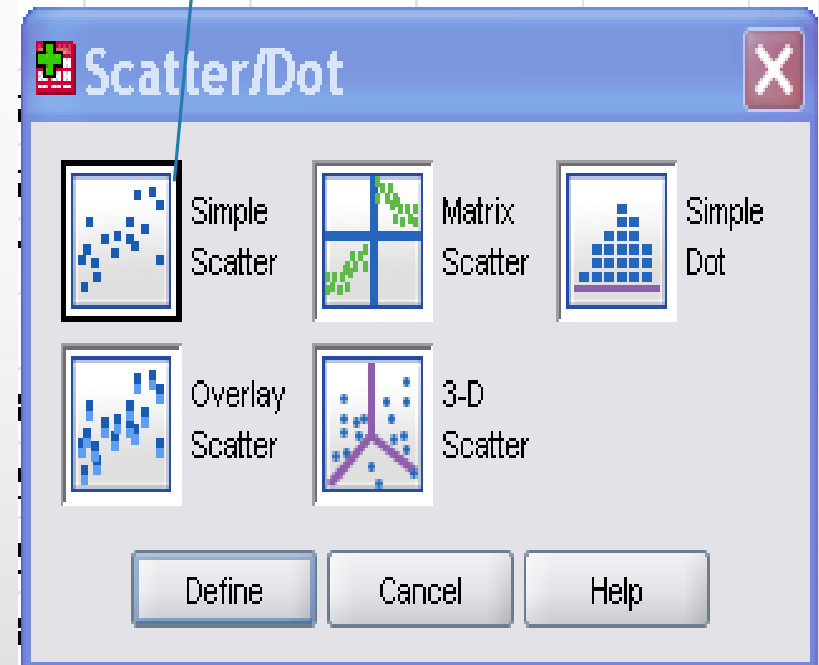 Scatter/Dot
Simple
Scatter
Matrix
Scatter
Simple
Dot
Overlay
Scatter
3-D
Scatter
Define
Cancel
Help